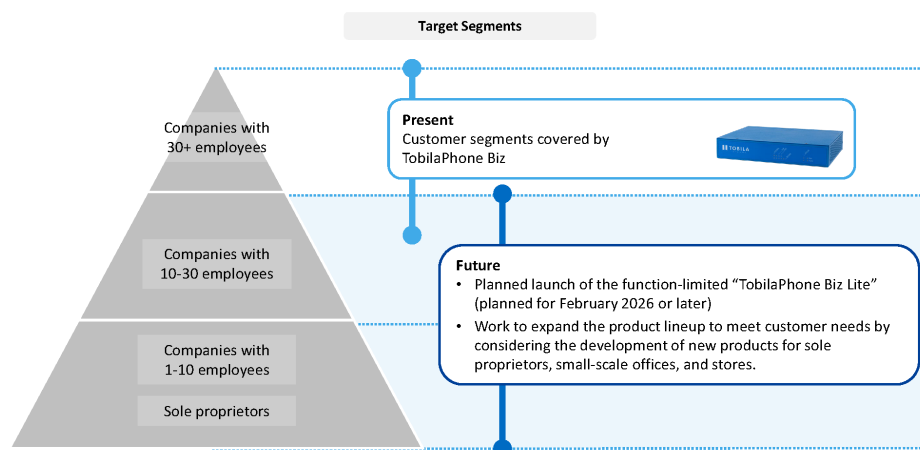 Target Segments
Companies with
30+ employees
Present
Customer segments covered by
TobilaPhone Biz
TOBILA
Companies with
10-30 employees
Future
• Planned launch of the function-limited “TobilaPhone Biz Lite”
(planned for February 2026 or later)
• Work to expand the product lineup to meet customer needs by
considering the development of new products for sole
proprietors, small-scale offices, and stores.
Companies with
1-10 employees
Sole proprietors